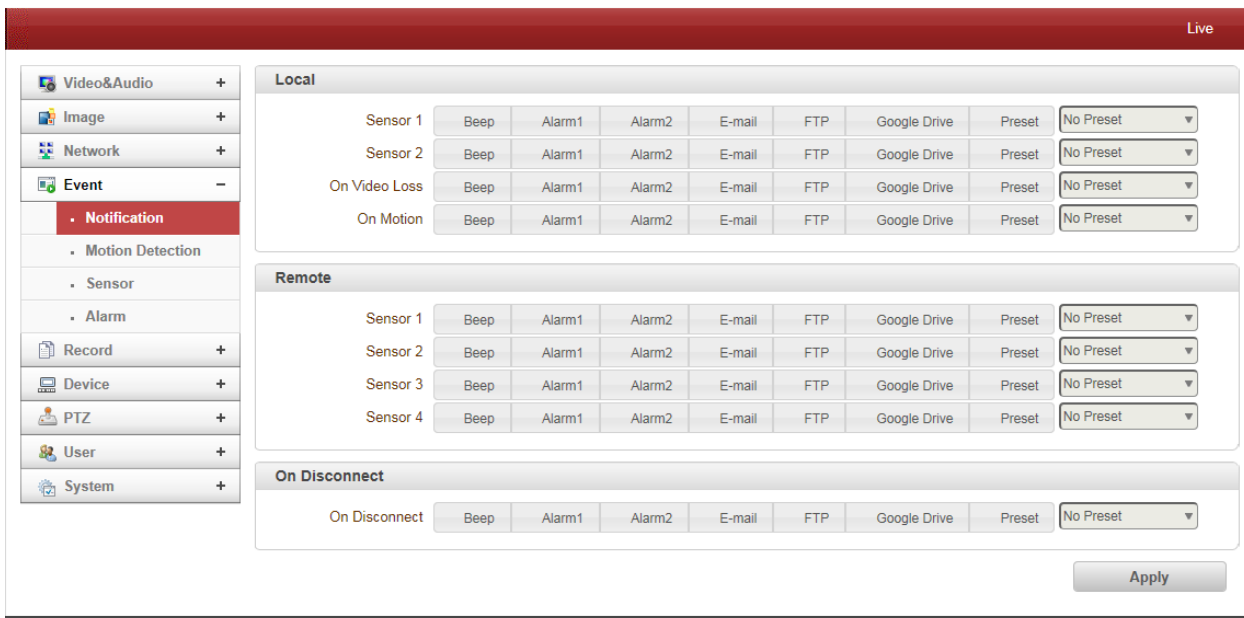 Live
Video&Audio +
Image +
Network +
Event −
Notification
Motion Detection
Sensor
Alarm
Record +
Device +
PTZ +
User +
System +
Local
Sensor 1 Beep Alarm1 Alarm2 E-mail FTP Google Drive Preset No Preset
Sensor 2 Beep Alarm1 Alarm2 E-mail FTP Google Drive Preset No Preset
On Video Loss Beep Alarm1 Alarm2 E-mail FTP Google Drive Preset No Preset
On Motion Beep Alarm1 Alarm2 E-mail FTP Google Drive Preset No Preset
Remote
Sensor 1 Beep Alarm1 Alarm2 E-mail FTP Google Drive Preset No Preset
Sensor 2 Beep Alarm1 Alarm2 E-mail FTP Google Drive Preset No Preset
Sensor 3 Beep Alarm1 Alarm2 E-mail FTP Google Drive Preset No Preset
Sensor 4 Beep Alarm1 Alarm2 E-mail FTP Google Drive Preset No Preset
On Disconnect
On Disconnect Beep Alarm1 Alarm2 E-mail FTP Google Drive Preset No Preset
Apply